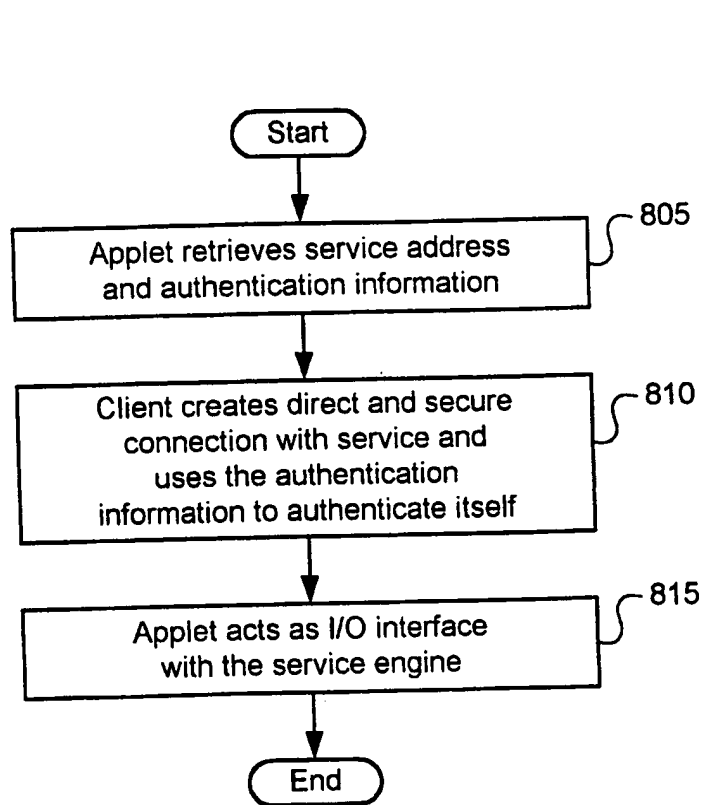 Start
805
Applet retrieves service address
and authentication information
810
Client creates direct and secure
connection with service and
uses the authentication
information to authenticate itself
815
Applet acts as I/O interface
with the service engine
End